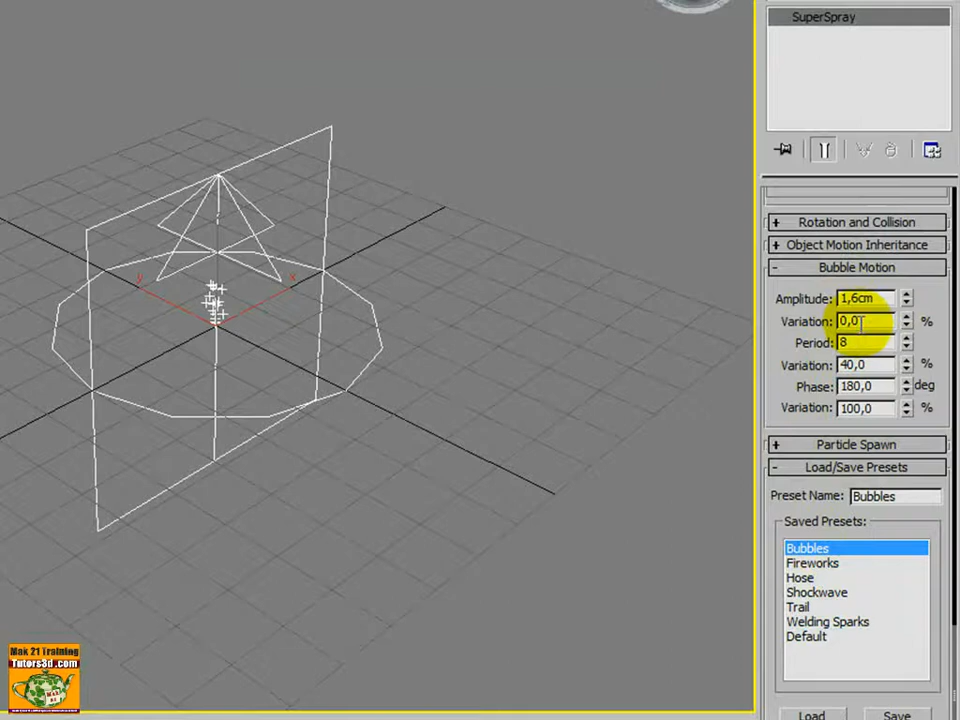 SuperSpray
+ Rotation and Collision
+ Object Motion Inheritance
- Bubble Motion
Amplitude: 1,6cm
Variation: 0,0 %
Period: 8
Variation: 40,0 %
Phase: 180,0 deg
Variation: 100,0 %
+ Particle Spawn
- Load/Save Presets
Preset Name: Bubbles
Saved Presets:
Bubbles
Fireworks
Hose
Shockwave
Trail
Welding Sparks
Default
Load Save
y
x
Mak 21 Training
Tutors3d.com